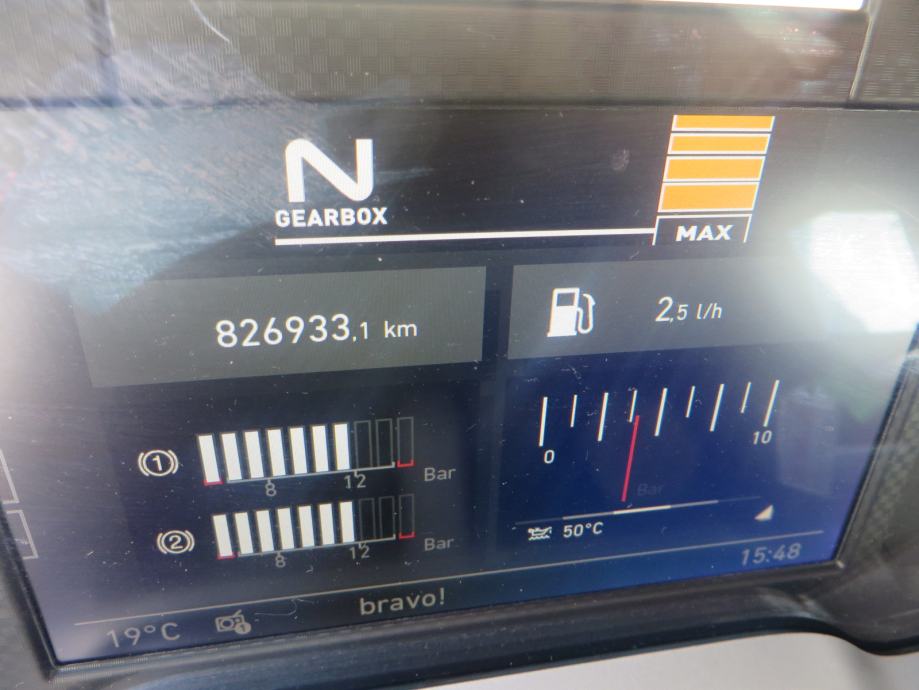 N
GEARBOX
MAX
826933,1 km
2,5 l/h
1
8 12 Bar
2
8 12 Bar
0 10
Bar
50°C
15:48
19°C
bravo!